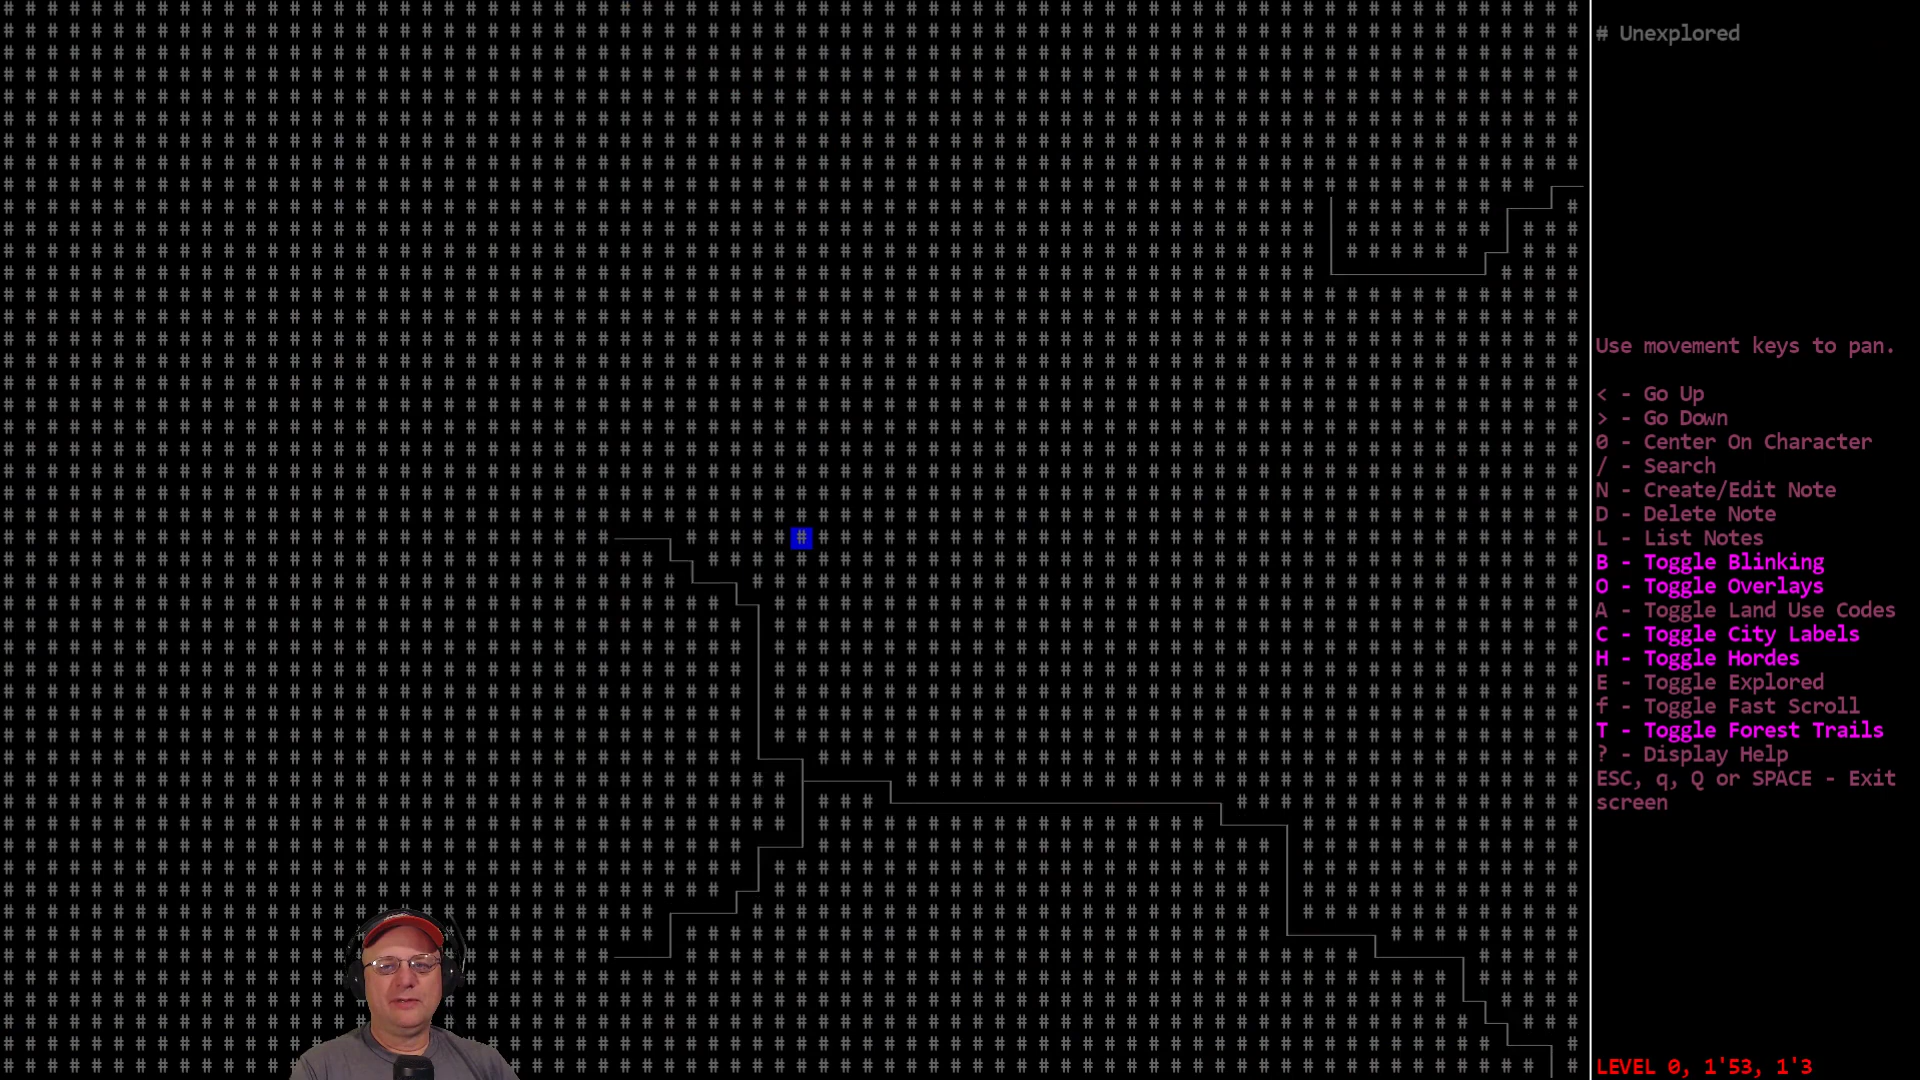 # Unexplored
Use movement keys to pan.
< - Go Up
> - Go Down
0 - Center On Character
/ - Search
N - Create/Edit Note
D - Delete Note
L - List Notes
B - Toggle Blinking
O - Toggle Overlays
A - Toggle Land Use Codes
C - Toggle City Labels
H - Toggle Hordes
E - Toggle Explored
f - Toggle Fast Scroll
T - Toggle Forest Trails
? - Display Help
ESC, q, Q or SPACE - Exit
screen
LEVEL 0, 1'53, 1'3